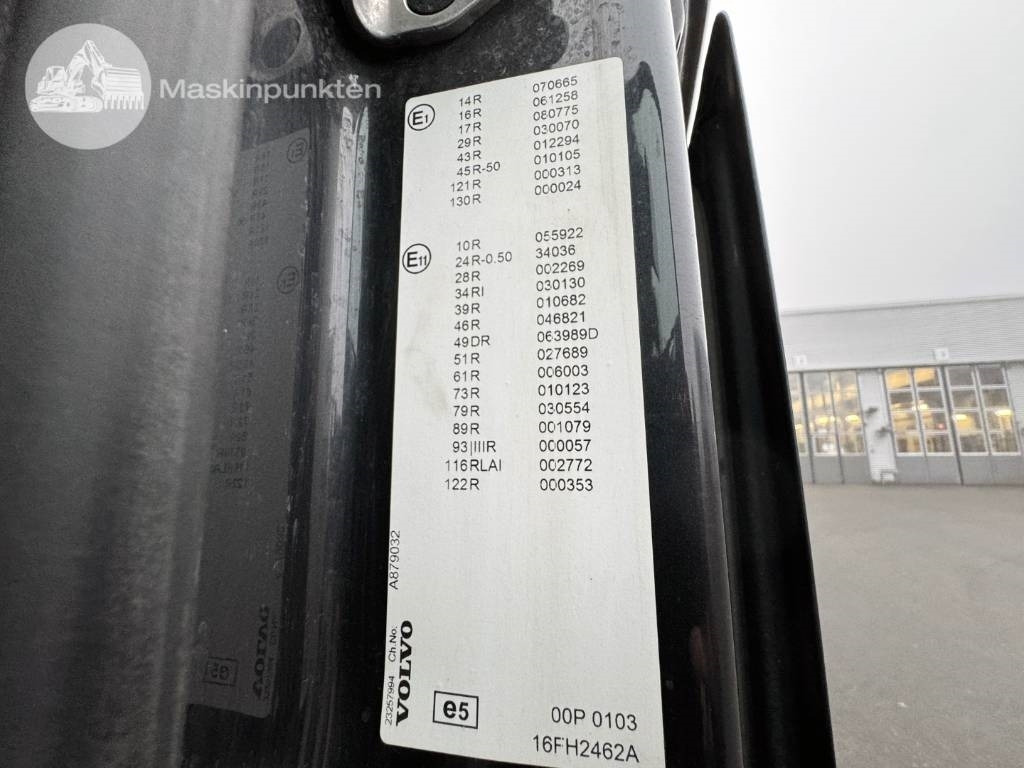 Maskinpunkten
E1
14R 070665
16R 061258
17R 080775
29R 030070
43R 012294
45R-50 010105
121R 000313
130R 000024
E11
10R 055922
24R-0.50 34036
28R 002269
34RI 030130
39R 010682
46R 046821
49DR 063989D
51R 027689
61R 006003
73R 010123
79R 030554
89R 001079
93|IIIR 000057
116RLAI 002772
122R 000353
23257994 Ch.No: A879032
VOLVO
e5
00P 0103
16FH2462A